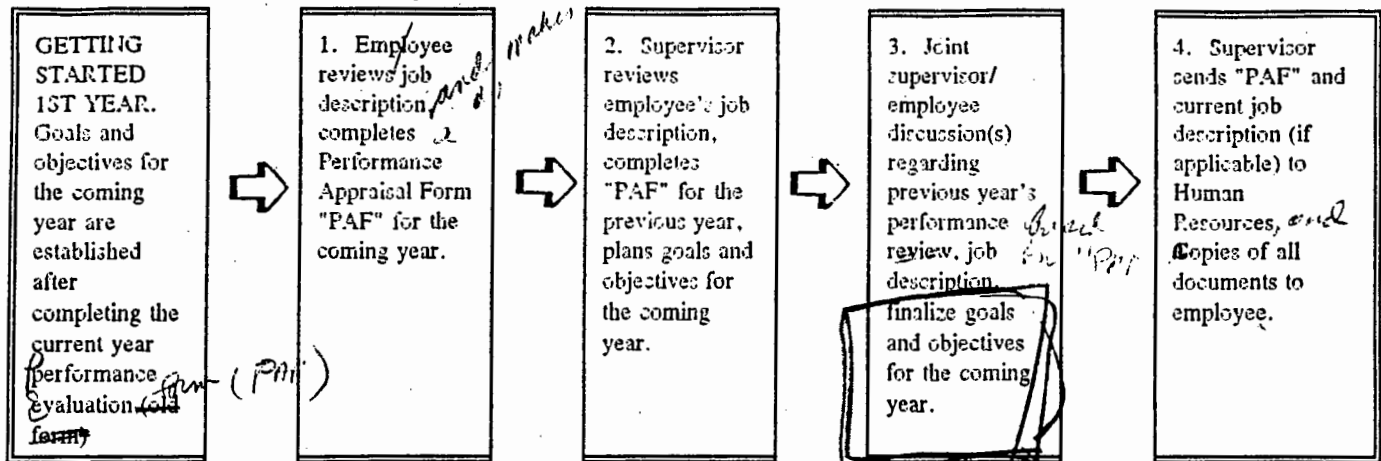 GETTING
STARTED
1ST YEAR.
Goals and
objectives for
the coming
year are
established
after
completing the
current year
performance
evaluation (old
form)
form (PAF)
1. Employee
reviews job
description,
completes
Performance
Appraisal Form
"PAF" for the
coming year.
and makes
a
2. Supervisor
reviews
employee's job
description,
completes
"PAF" for the
previous year,
plans goals and
objectives for
the coming
year.
3. Joint
supervisor/
employee
discussion(s)
regarding
previous year's
performance
review, job
description,
finalize goals
and objectives
for the coming
year.
4. Supervisor
sends "PAF" and
current job
description (if
applicable) to
Human
Resources, and
Copies of all
documents to
employee.